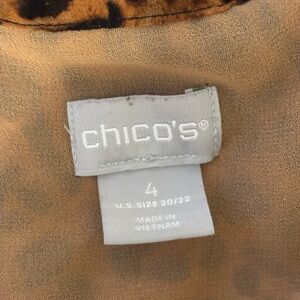 chico's®
4
U.S. SIZE 20/22
MADE IN
VIETNAM